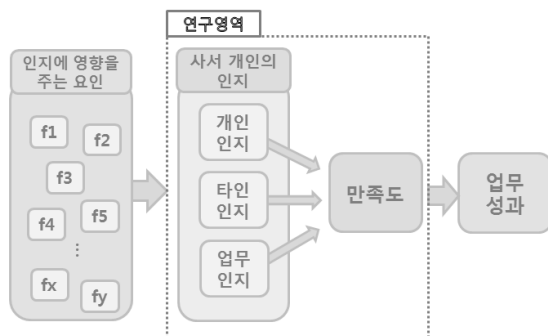 연구영역
인지에 영향을
주는 요인
f1
f2
f3
f4
f5
⋮
fx
fy
사서 개인의
인지
개인
인지
타인
인지
업무
인지
만족도
업무
성과